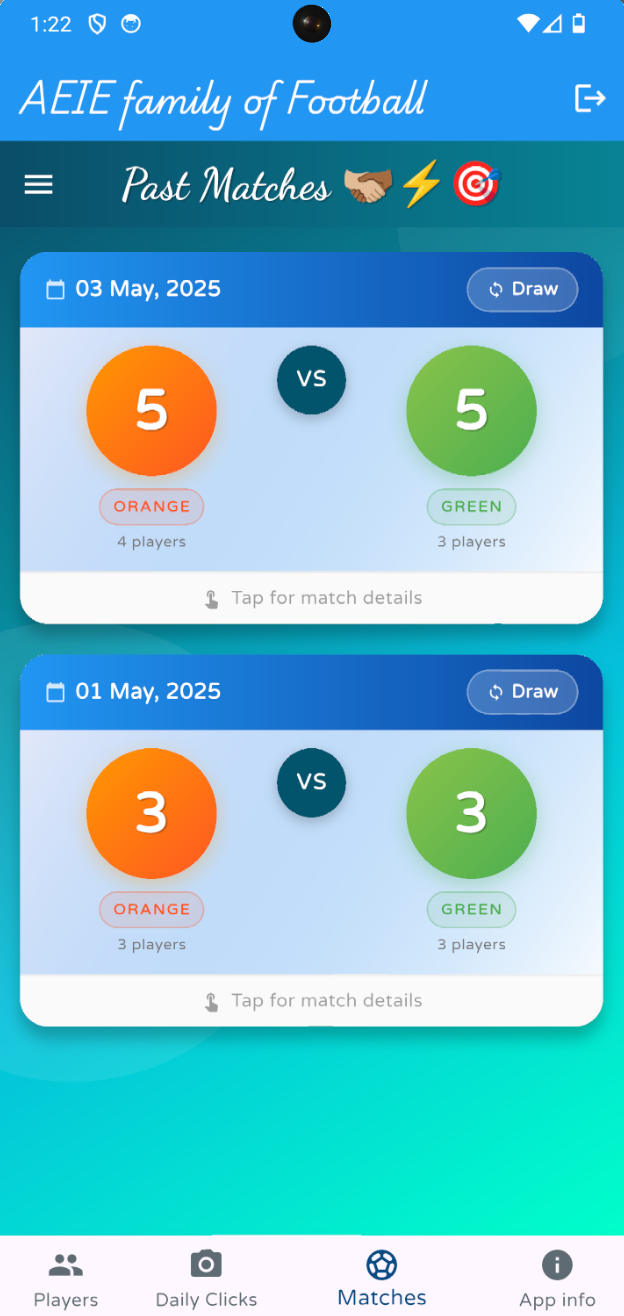 1:22
AEIE family of Football
Past Matches 🤝⚡🎯
03 May, 2025 Draw
5 VS 5
ORANGE GREEN
4 players 3 players
Tap for match details
01 May, 2025 Draw
3 VS 3
ORANGE GREEN
3 players 3 players
Tap for match details
Players Daily Clicks Matches App info